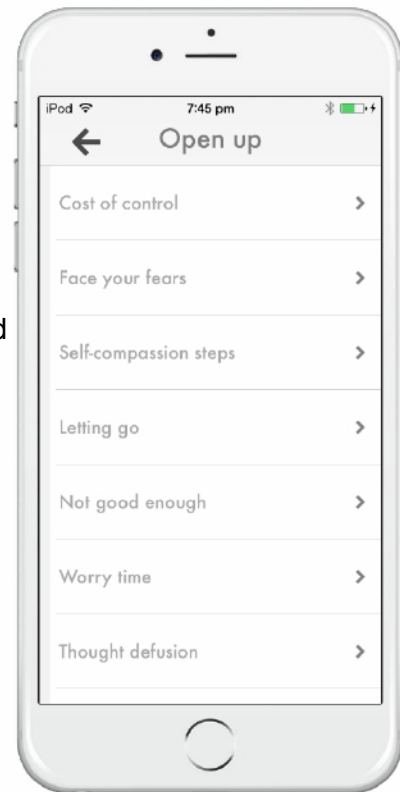 iPod 7:45 pm
Open up
Cost of control
Face your fears
d
Self-compassion steps
Letting go
Not good enough
Worry time
Thought defusion